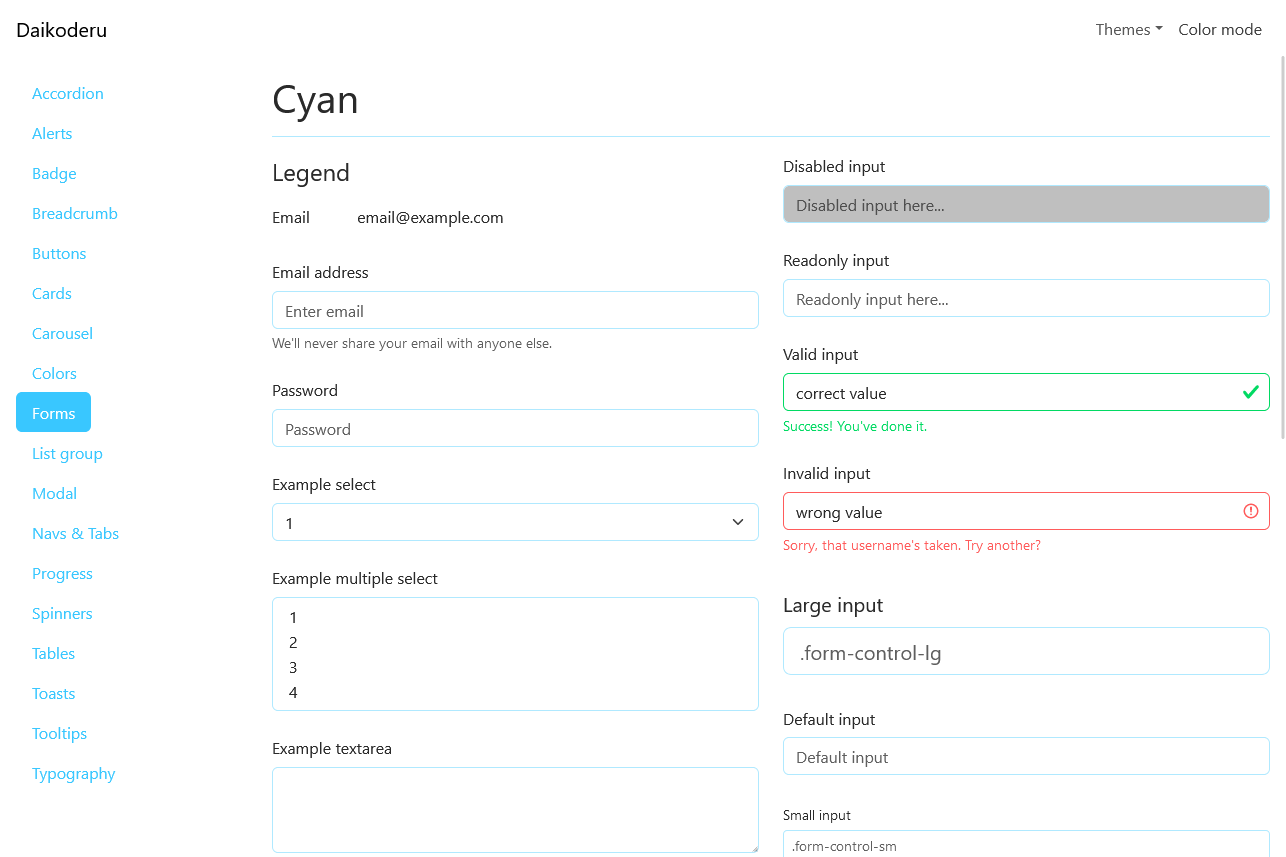 Daikoderu
Themes
Color mode
Accordion
Alerts
Badge
Breadcrumb
Buttons
Cards
Carousel
Colors
Forms
List group
Modal
Navs & Tabs
Progress
Spinners
Tables
Toasts
Tooltips
Typography
Cyan
Legend
Email email@example.com
Email address
Enter email
We'll never share your email with anyone else.
Password
Password
Example select
1
Example multiple select
1
2
3
4
Example textarea
Disabled input
Disabled input here...
Readonly input
Readonly input here...
Valid input
correct value
Success! You've done it.
Invalid input
wrong value
Sorry, that username's taken. Try another?
Large input
.form-control-lg
Default input
Default input
Small input
.form-control-sm